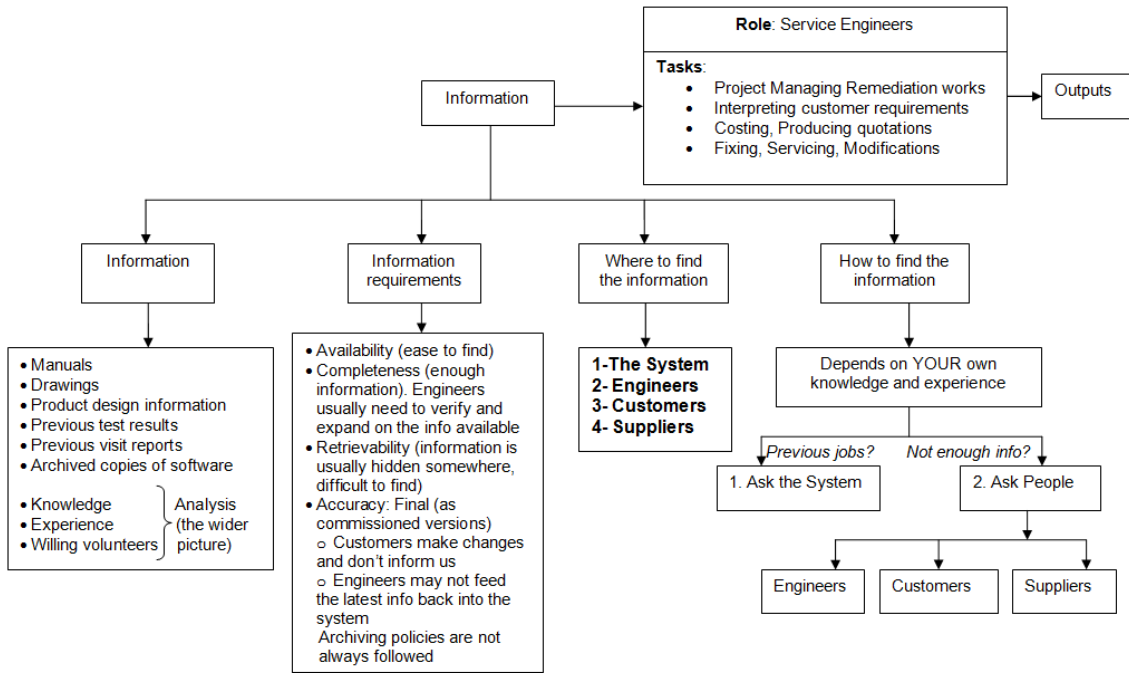 Role: Service Engineers
Tasks:
• Project Managing Remediation works
• Interpreting customer requirements
• Costing, Producing quotations
• Fixing, Servicing, Modifications
Information
Outputs
Information
Information
requirements
Where to find
the information
How to find the
information
• Manuals
• Drawings
• Product design information
• Previous test results
• Previous visit reports
• Archived copies of software
• Knowledge
• Experience
• Willing volunteers
Analysis
(the wider
picture)
• Availability (ease to find)
• Completeness (enough
information). Engineers
usually need to verify and
expand on the info available
• Retrievability (information is
usually hidden somewhere,
difficult to find)
• Accuracy: Final (as
commissioned versions)
o Customers make changes
and don't inform us
o Engineers may not feed
the latest info back into the
system
Archiving policies are not
always followed
1-The System
2- Engineers
3- Customers
4- Suppliers
Depends on YOUR own
knowledge and experience
Previous jobs?
Not enough info?
1. Ask the System
2. Ask People
Engineers
Customers
Suppliers